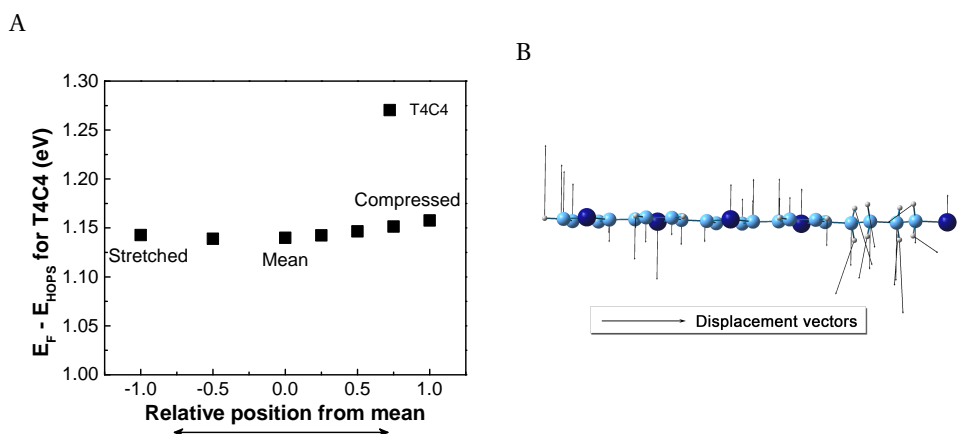 A
B
1.30
1.25
1.20
1.15
1.10
1.05
1.00
E_F - E_HOPS for T4C4 (eV)
T4C4
Compressed
Stretched
Mean
-1.0 -0.5 0.0 0.5 1.0
Relative position from mean
Displacement vectors